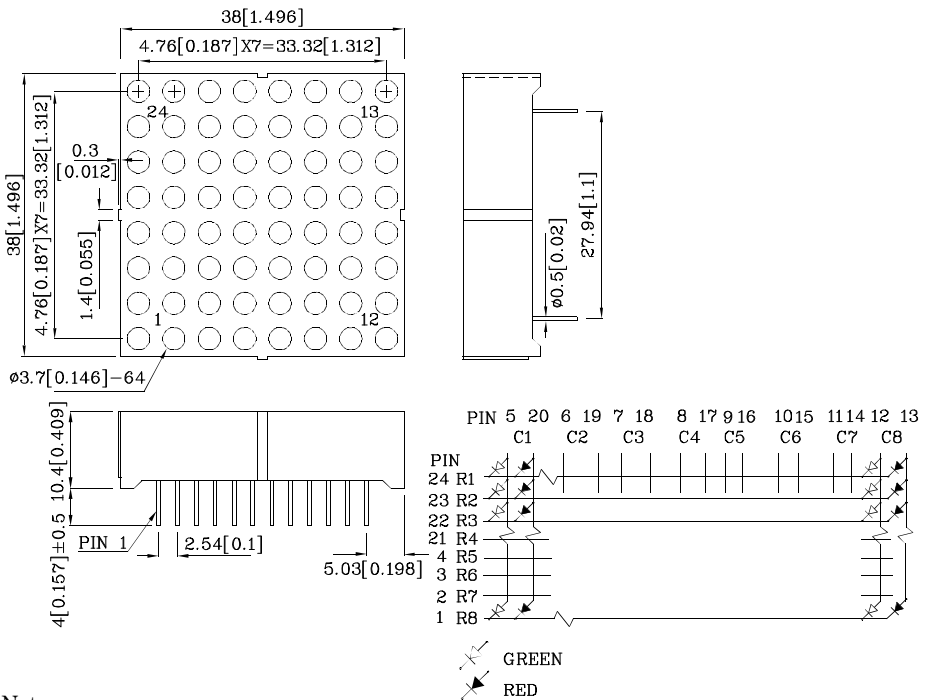 38[1.496]
4.76[0.187]X7=33.32[1.312]
24
13
0.3
[0.012]
38[1.496]
4.76[0.187]X7=33.32[1.312]
1.4[0.055]
1
12
ø3.7[0.146]-64
ø0.5[0.02]
27.94[1.1]
10.4[0.409]
4[0.157]±0.5
PIN 1
2.54[0.1]
5.03[0.198]
PIN 5 20 6 19 7 18 8 17 9 16 10 15 11 14 12 13
C1 C2 C3 C4 C5 C6 C7 C8
PIN
24 R1
23 R2
22 R3
21 R4
4 R5
3 R6
2 R7
1 R8
GREEN
RED